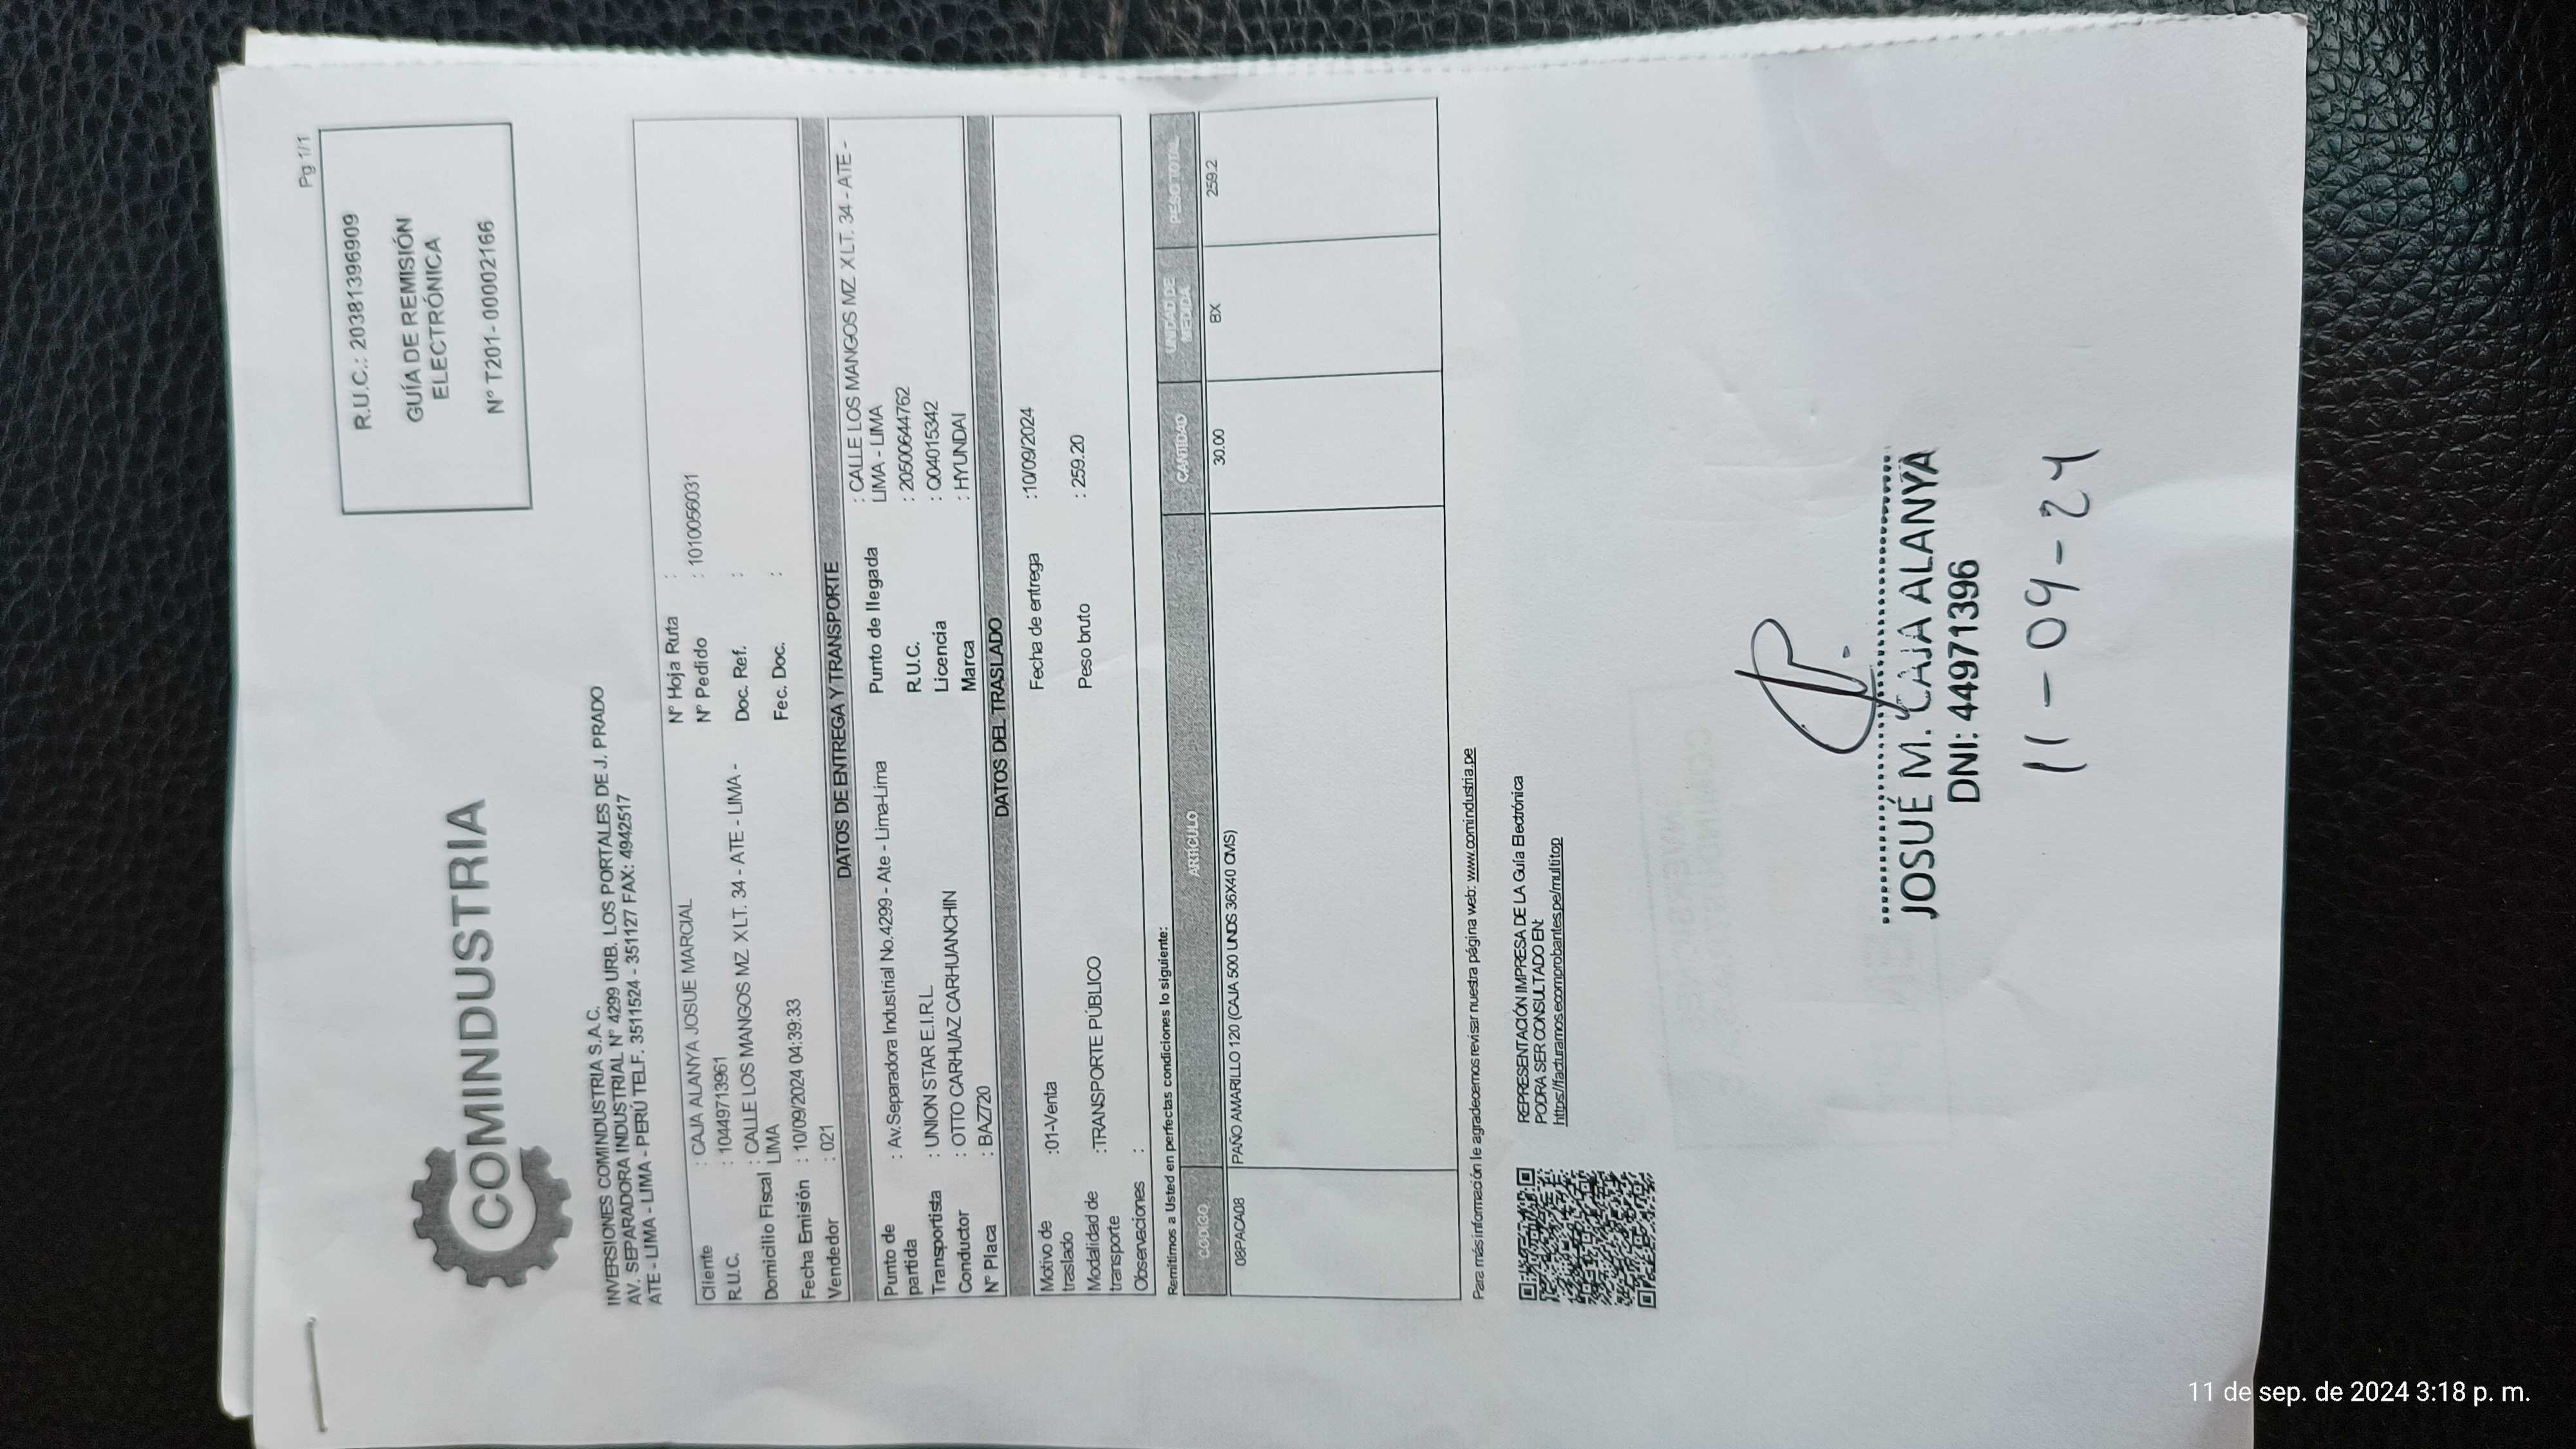 Pg 1/1
R.U.C.: 20381396909
GUÍA DE REMISIÓN
ELECTRÓNICA
Nº T201 - 00002166
COMINDUSTRIA
INVERSIONES COMINDUSTRIA S.A.C.
AV. SEPARADORA INDUSTRIAL Nº 4299 URB. LOS PORTALES DE J. PRADO
ATE - LIMA - LIMA - PERÚ TELF. 3511524 - 351127 FAX: 4942517
Cliente : CAJA ALANYA JOSUE MARCIAL Nº Hoja Ruta :
R.U.C. : 10449713961 Nº Pedido : 1010056031
Domicilio Fiscal : CALLE LOS MANGOS MZ X LT. 34 - ATE - LIMA - Doc. Ref. :
LIMA
Fecha Emisión : 10/09/2024 04:39:33 Fec. Doc. :
Vendedor : 021
DATOS DE ENTREGA Y TRANSPORTE
Punto de partida : Av.Separadora Industrial No.4299 - Ate - Lima-Lima Punto de llegada : CALLE LOS MANGOS MZ X LT. 34 - ATE -
LIMA - LIMA
Transportista : UNION STAR E.I.R.L. R.U.C. : 20500644762
Conductor : OTTO CARHUAZ CARHUANCHIN Licencia : Q04015342
Nº Placa : BAZ720 Marca : HYUNDAI
DATOS DEL TRASLADO
Motivo de traslado :01-Venta Fecha de entrega :10/09/2024
Modalidad de transporte :TRANSPORTE PÚBLICO Peso bruto : 259.20
Observaciones :
Remitimos a Usted en perfectas condiciones lo siguiente:
CODIGO ARTÍCULO CANTIDAD UNIDAD DE MEDIDA PESO TOTAL
08PACA08 PAÑO AMARILLO 120 (CAJA 500 UNDS 36X40 CMS) 30.00 BX 259.2
Para más información le agradecemos revisar nuestra página web: www.comindustria.pe
REPRESENTACIÓN IMPRESA DE LA Guía Electrónica
PODRA SER CONSULTADO EN:
https://facturamos.ecomprobantes.pe/multitop
JOSUÉ M. CAJA ALANYA
DNI: 44971396
11 - 09 - 24
11 de sep. de 2024 3:18 p. m.